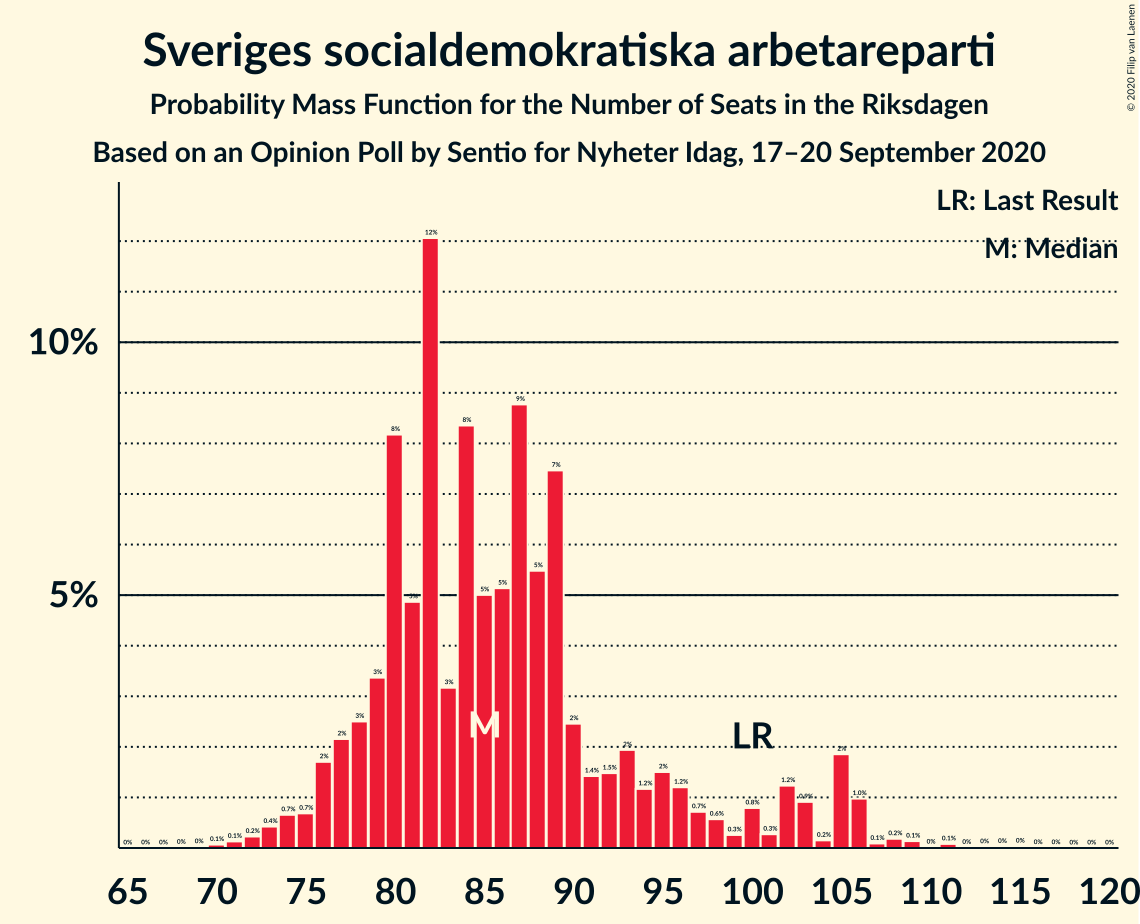 Sveriges socialdemokratiska arbetareparti
Probability Mass Function for the Number of Seats in the Riksdagen
Based on an Opinion Poll by Sentio for Nyheter Idag, 17–20 September 2020
© 2020 Filip van Laenen
LR: Last Result
M: Median
10%
5%
0% 0% 0% 0% 0% 0.1% 0.1% 0.2% 0.4% 0.7% 0.7% 2% 2% 3% 3% 8% 5% 12% 3% 8% 5% 5% 9% 5% 7% 2% 1.4% 1.5% 2% 1.2% 2% 1.2% 0.7% 0.6% 0.3% 0.8% 0.3% 1.2% 0.9% 0.2% 2% 1.0% 0.1% 0.2% 0.1% 0% 0.1% 0% 0% 0% 0% 0% 0% 0% 0% 0%
M
LR
65 70 75 80 85 90 95 100 105 110 115 120